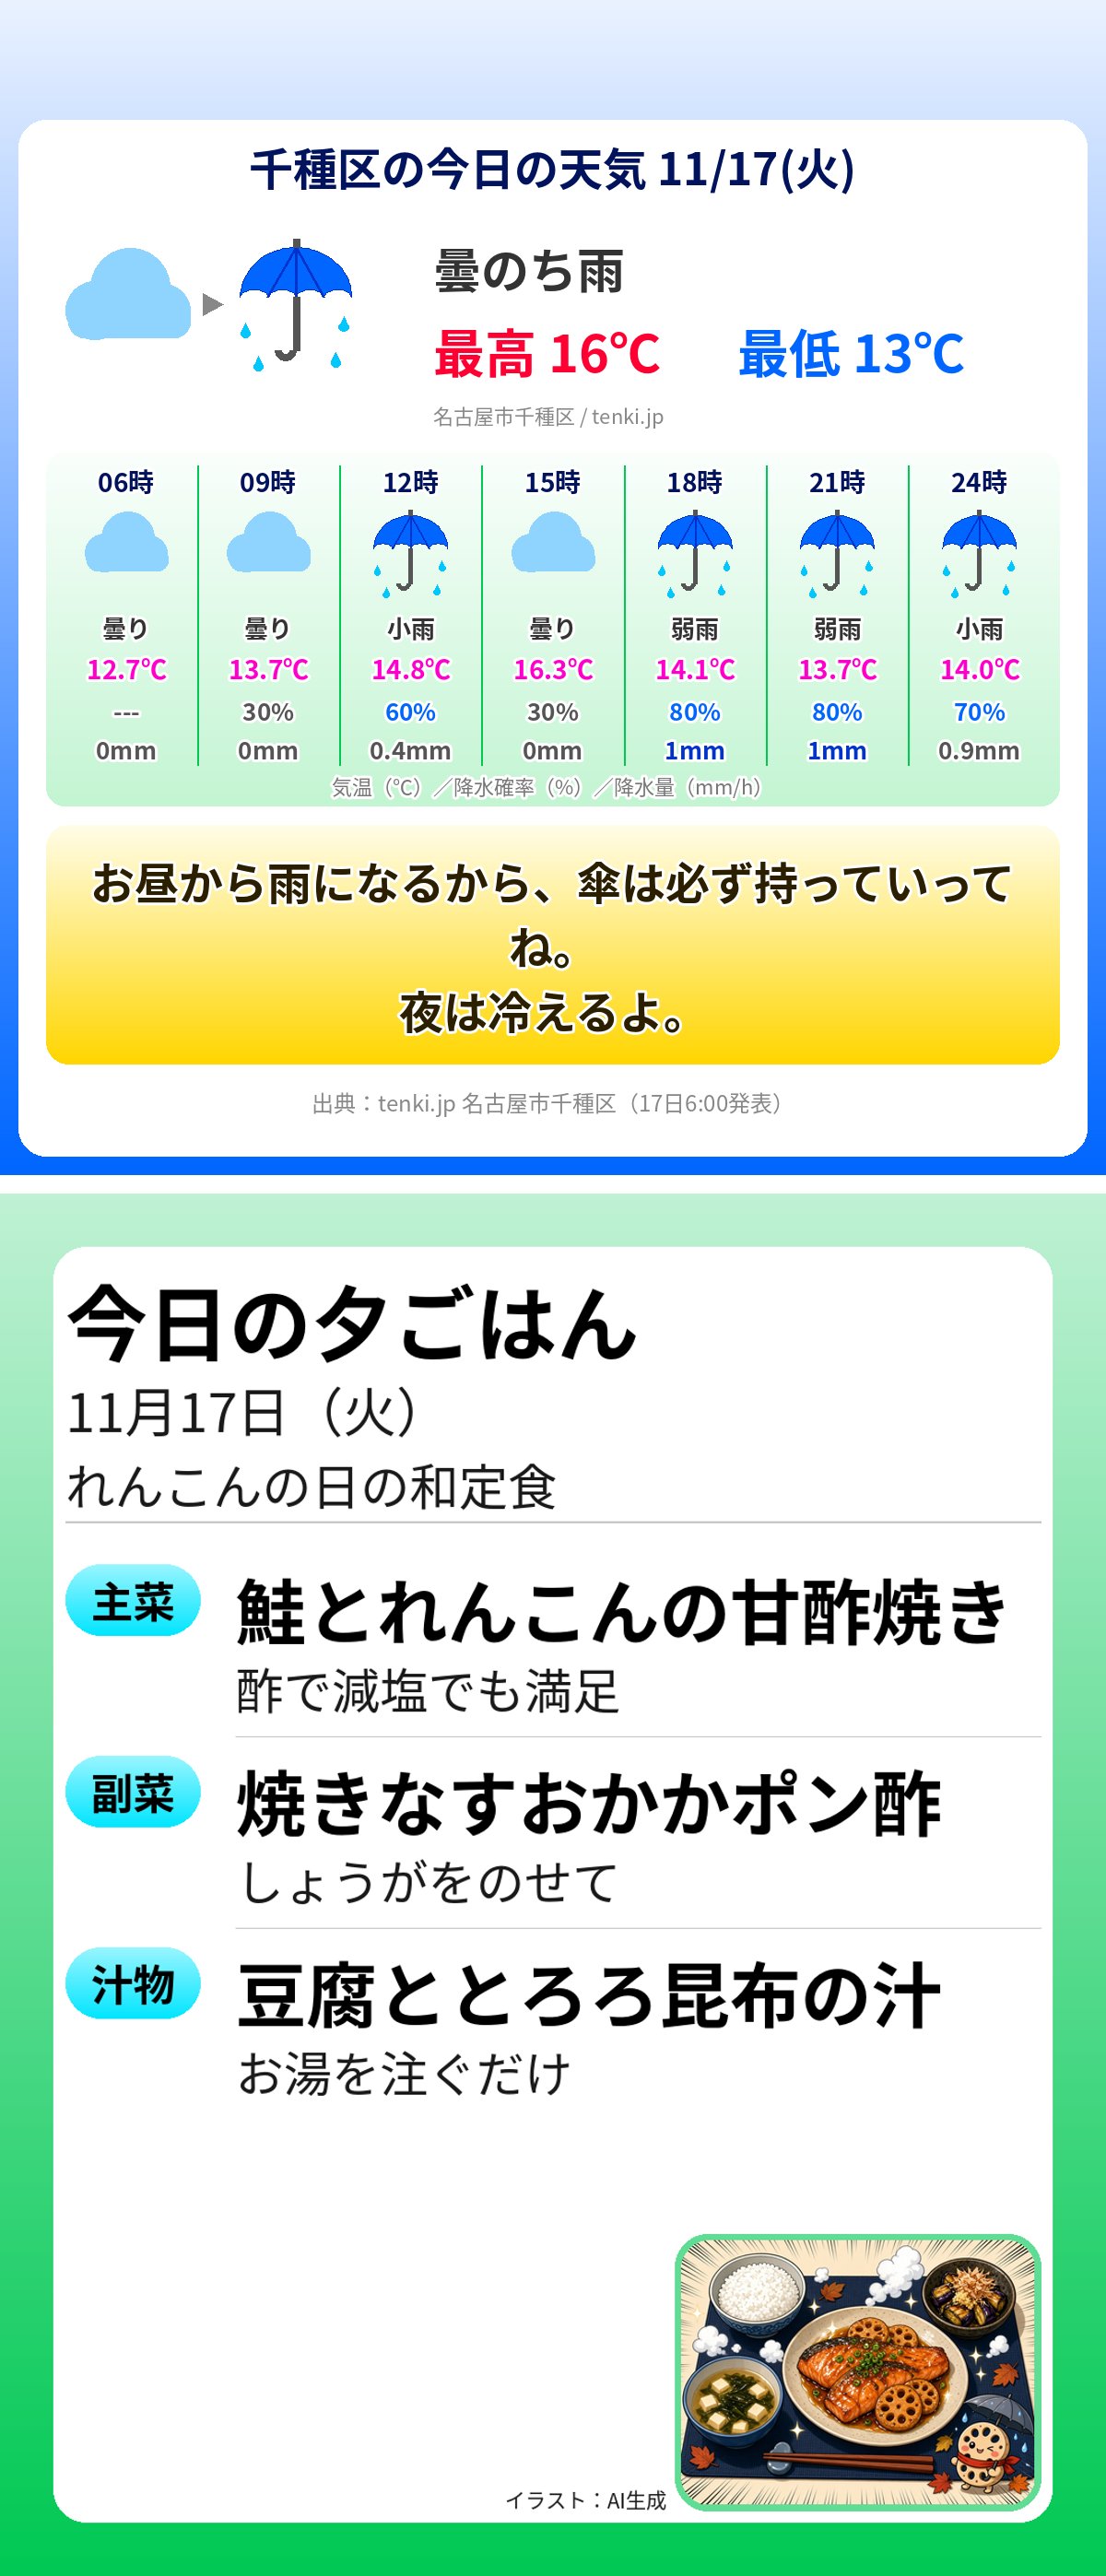 千種区の今日の天気 11/17(火)
曇のち雨
最高 16℃ 最低 13℃
名古屋市千種区 / tenki.jp
06時 09時 12時 15時 18時 21時 24時
曇り 曇り 小雨 曇り 弱雨 弱雨 小雨
12.7℃ 13.7℃ 14.8℃ 16.3℃ 14.1℃ 13.7℃ 14.0℃
--- 30% 60% 30% 80% 80% 70%
0mm 0mm 0.4mm 0mm 1mm 1mm 0.9mm
気温（℃）／降水確率（%）／降水量（mm/h）
お昼から雨になるから、傘は必ず持っていって
ね。
夜は冷えるよ。
出典：tenki.jp 名古屋市千種区（17日6:00発表）
今日の夕ごはん
11月17日（火）
れんこんの日の和定食
主菜 鮭とれんこんの甘酢焼き
酢で減塩でも満足
副菜 焼きなすおかかポン酢
しょうがをのせて
汁物 豆腐ととろろ昆布の汁
お湯を注ぐだけ
イラスト：AI生成